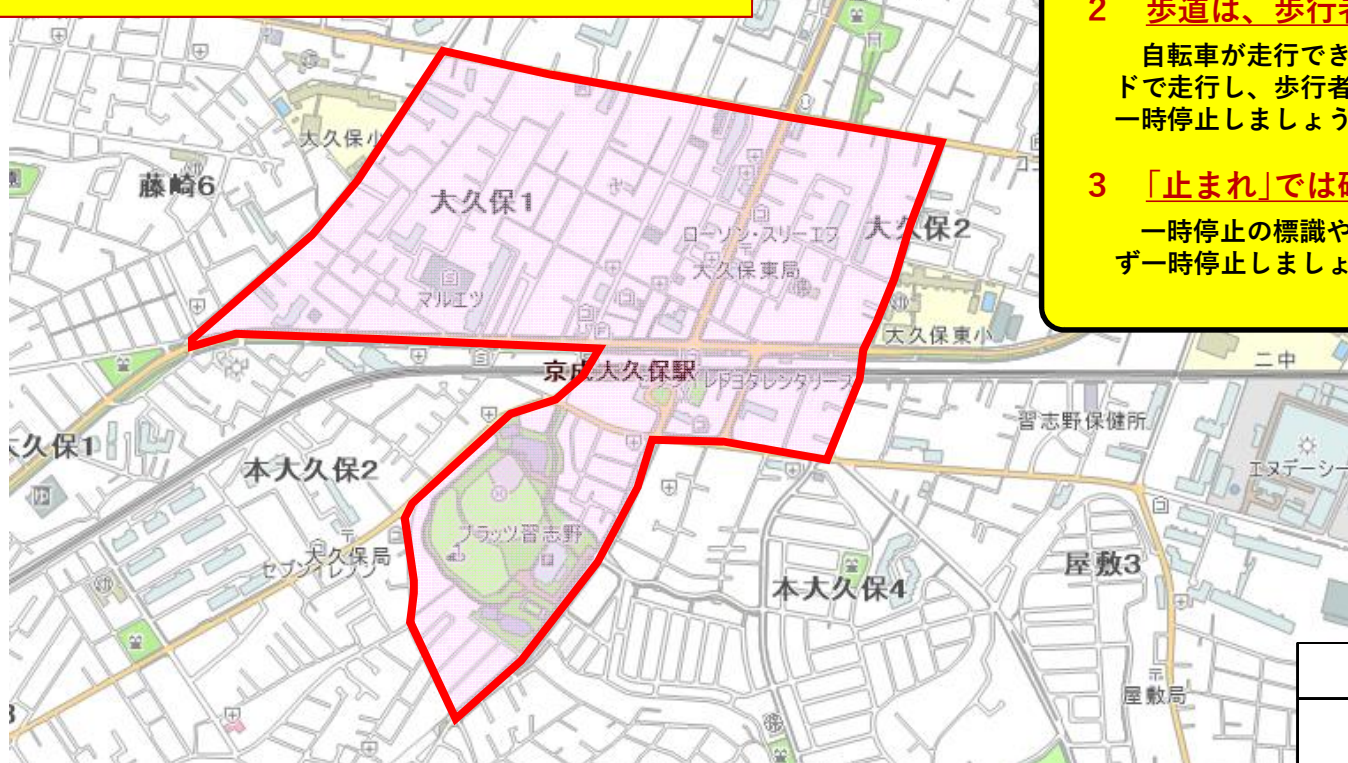 2 歩道は、歩行者
自転車が走行でき
ドで走行し、歩行者
一時停止しましょう
3 「止まれ」では確
一時停止の標識や
ず一時停止しましょ
大久保小
藤崎6
大久保1
大久保2
ローソン・スリーエフ
大久保東局
マルエツ
大久保東小
京成大久保駅
トヨタレンタリース
二中
習志野保健所
大久保1
本大久保2
エヌデーシー
プラッツ習志野
大久保局
セブンイレブン
屋敷3
本大久保4
屋敷局